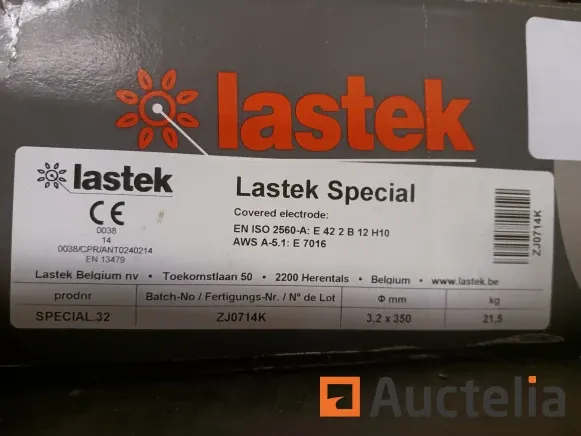 lastek
lastek
CE
0038
14
0038/CPR/ANT0240214
EN 13479
Lastek Special
Covered electrode:
EN ISO 2560-A: E 42 2 B 12 H10
AWS A-5.1: E 7016
ZJ0714K
Lastek Belgium nv • Toekomstlaan 50 • 2200 Herentals • Belgium • www.lastek.be
prodnr Batch-No / Fertigungs-Nr. / N° de Lot Φ mm kg
SPECIAL.32 ZJ0714K 3,2 x 350 21,5
Auctelia